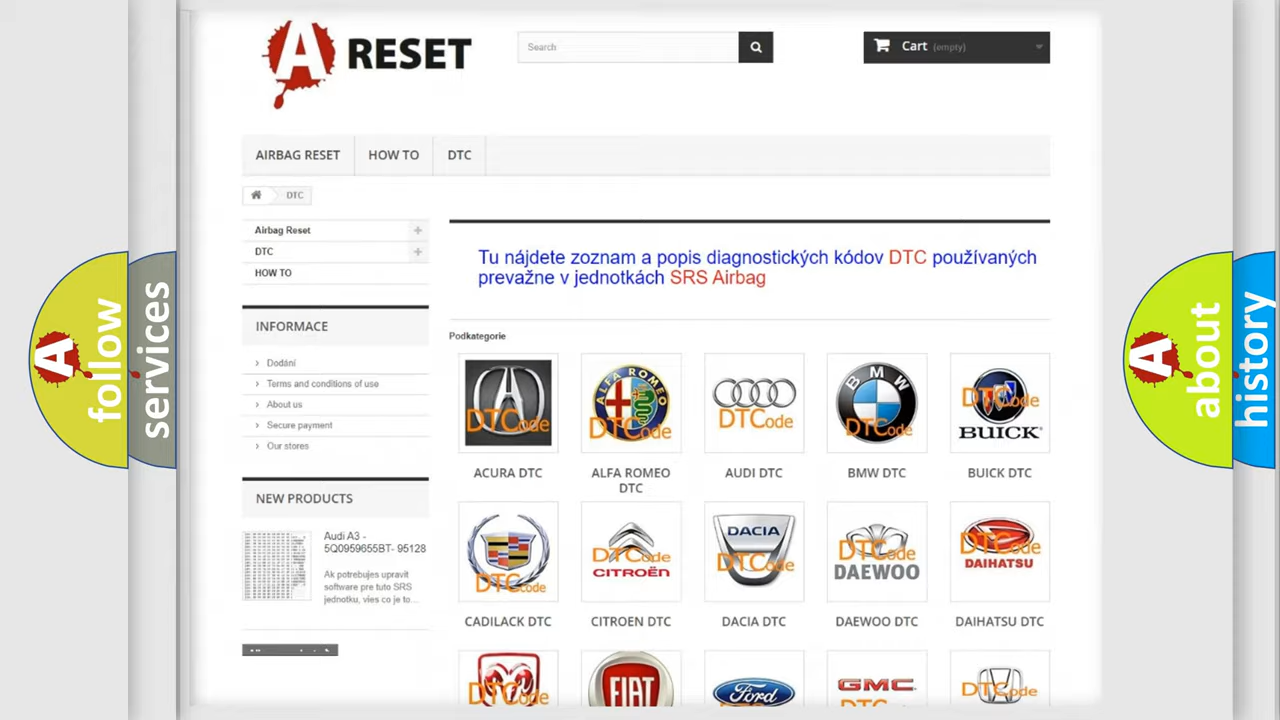 A RESET
Search
Cart (empty)
AIRBAG RESET
HOW TO
DTC
DTC
Airbag Reset
DTC
HOW TO
Tu nájdete zoznam a popis diagnostických kódov DTC používaných
prevažne v jednotkách SRS Airbag
INFORMACE
Dodání
Terms and conditions of use
About us
Secure payment
Our stores
NEW PRODUCTS
Audi A3 -
5Q0959655BT- 95128
Ak potrebujes upravit
software pre tuto SRS
jednotku, vies co je to...
Podkategorie
DTCode
ALFA ROMEO
DTCode
DTCode
BMW
DTCode
DTCode
BUICK
ACURA DTC
ALFA ROMEO
DTC
AUDI DTC
BMW DTC
BUICK DTC
DTCode
DTCode
CITROËN
DACIA
DTCode
DTCode
DAEWOO
DTCode
DAIHATSU
CADILACK DTC
CITROEN DTC
DACIA DTC
DAEWOO DTC
DAIHATSU DTC
DTCode
FIAT
Ford
GMC
DTCode
A follow
services
A about
history